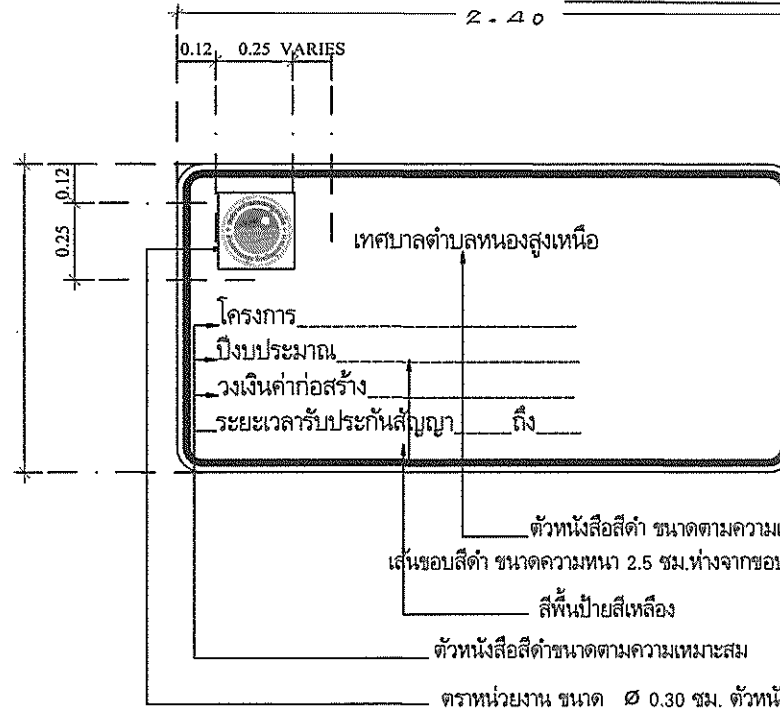 2.40
0.12 0.25 VARIES
0.12
0.25
เทศบาลตำบลหนองสูงเหนือ
โครงการ
ปีงบประมาณ
วงเงินค่าก่อสร้าง
ระยะเวลารับประกันสัญญา ถึง
ตัวหนังสือสีดำ ขนาดตามความ
เส้นขอบสีดำ ขนาดความหนา 2.5 ซม.ห่างจากขอบ
สีพื้นป้ายสีเหลือง
ตัวหนังสือสีดำขนาดตามความเหมาะสม
ตราหน่วยงาน ขนาด Ø 0.30 ซม. ตัวหนั